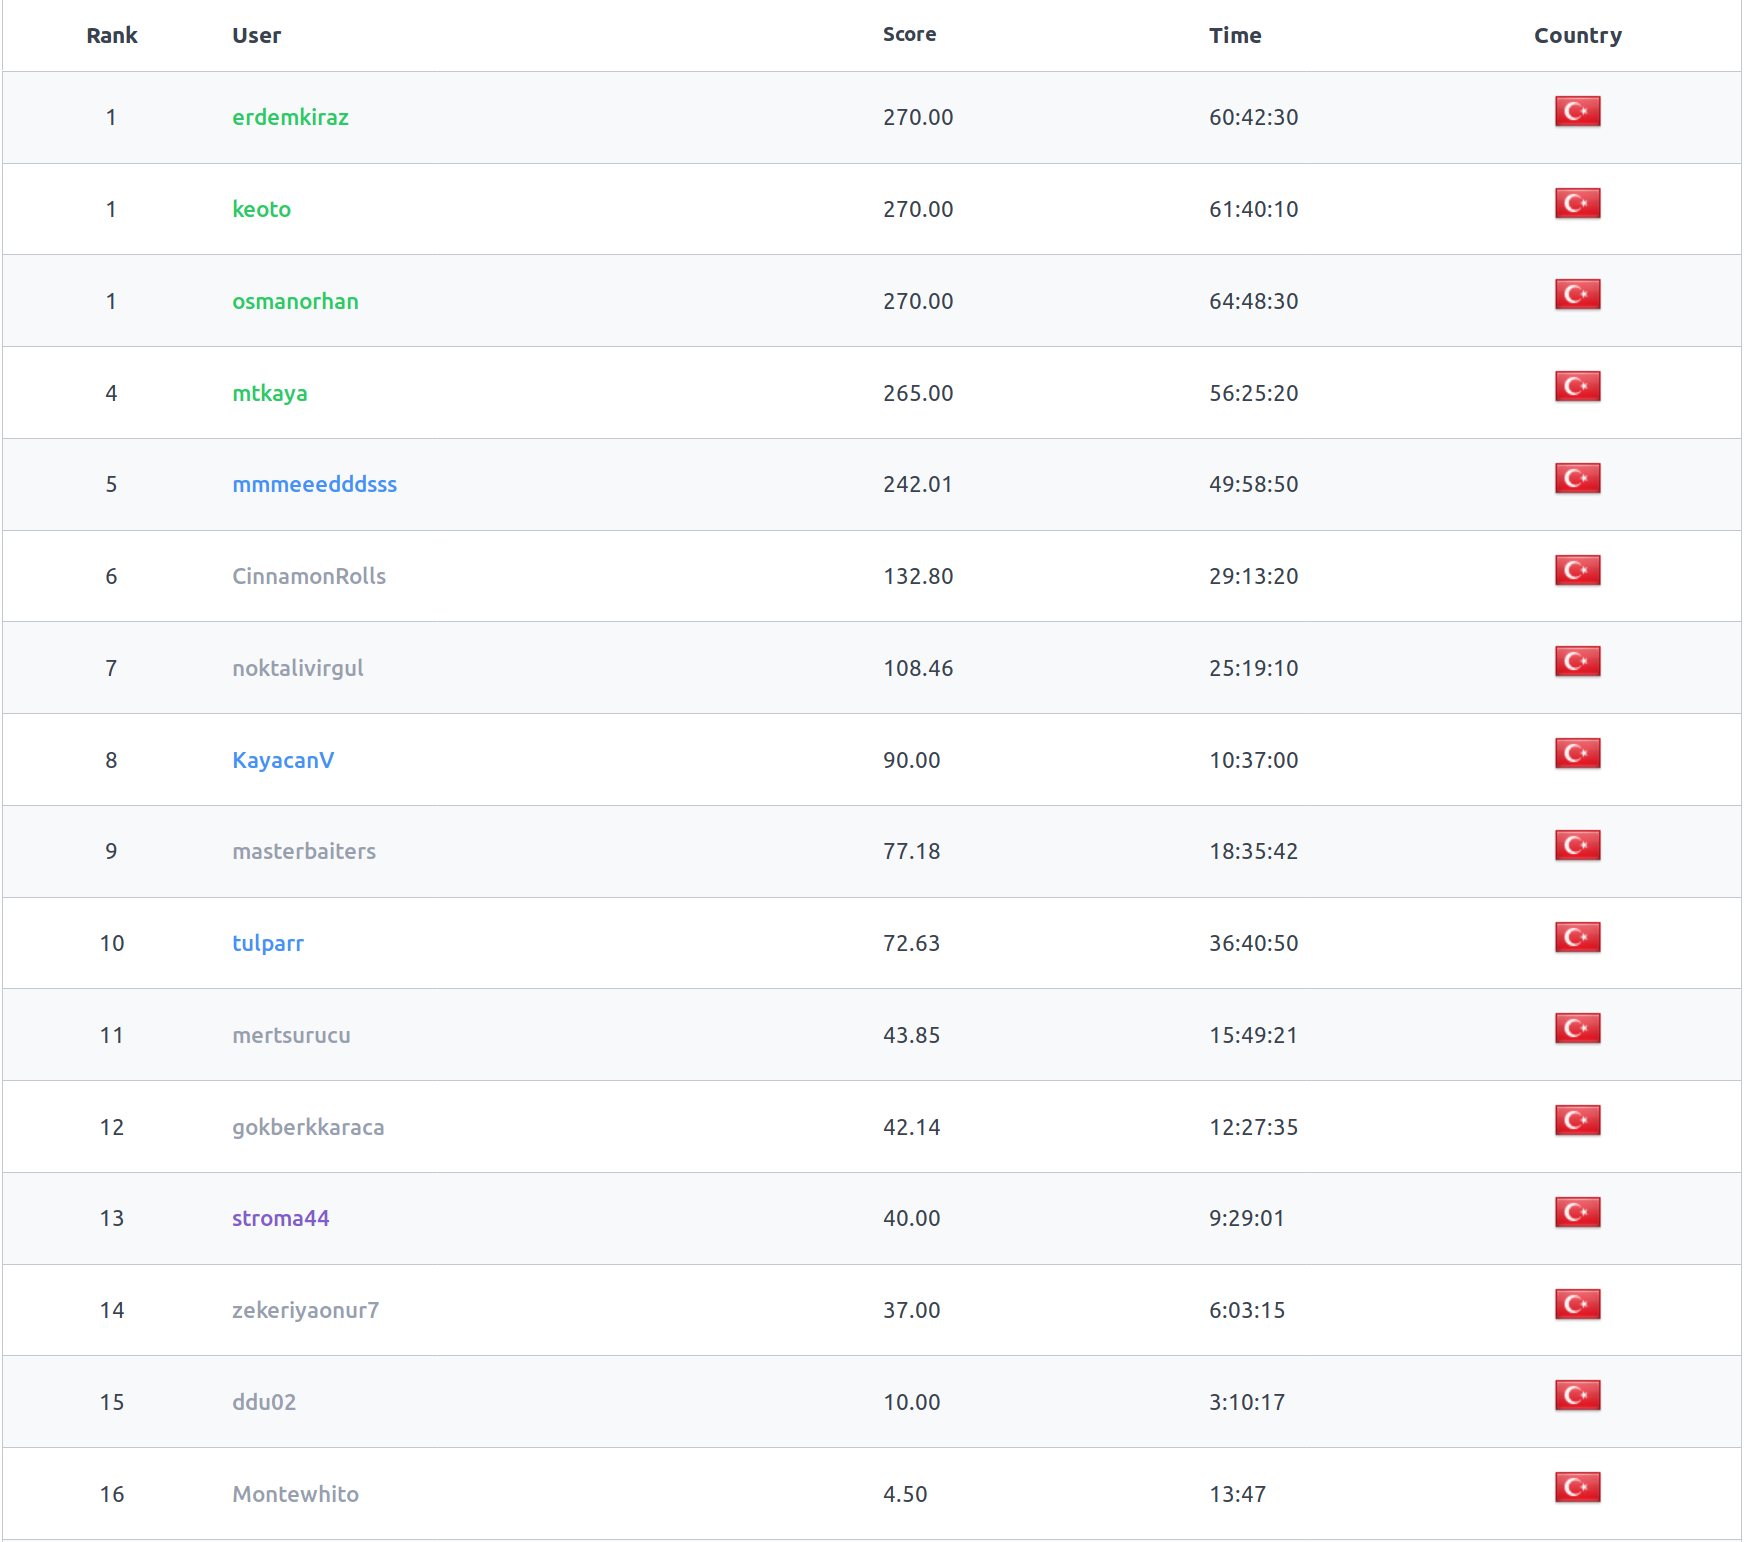 Rank User Score Time Country
1 erdemkiraz 270.00 60:42:30
1 keoto 270.00 61:40:10
1 osmanorhan 270.00 64:48:30
4 mtkaya 265.00 56:25:20
5 mmmeeedddsss 242.01 49:58:50
6 CinnamonRolls 132.80 29:13:20
7 noktalivirgul 108.46 25:19:10
8 KayacanV 90.00 10:37:00
9 masterbaiters 77.18 18:35:42
10 tulparr 72.63 36:40:50
11 mertsurucu 43.85 15:49:21
12 gokberkkaraca 42.14 12:27:35
13 stroma44 40.00 9:29:01
14 zekeriyaonur7 37.00 6:03:15
15 ddu02 10.00 3:10:17
16 Montewhito 4.50 13:47